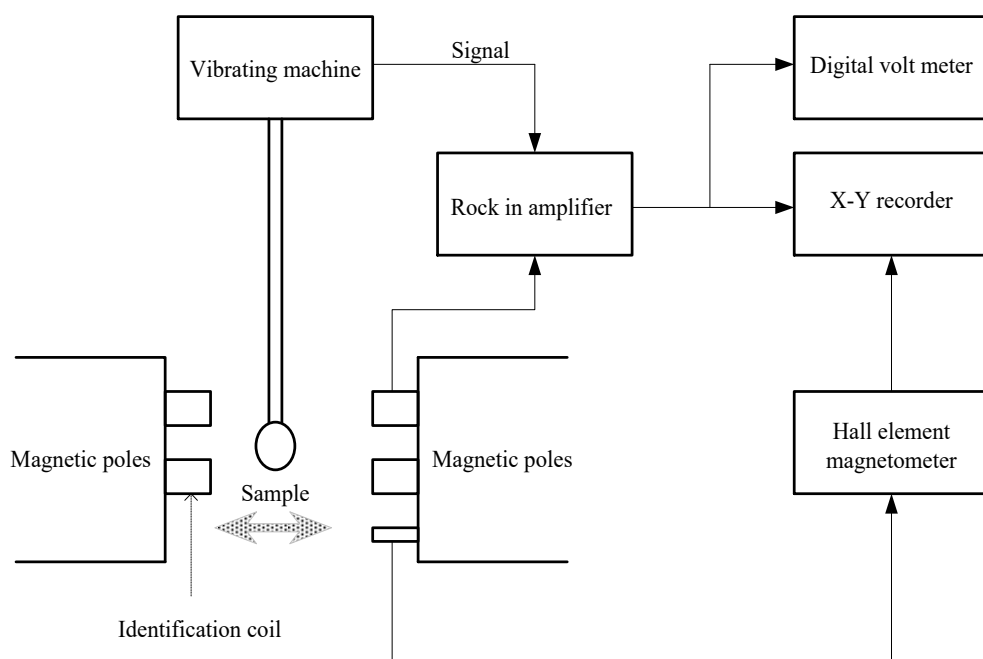 Vibrating machine
Signal
Digital volt meter
Rock in amplifier
X-Y recorder
Magnetic poles
Sample
Magnetic poles
Hall element
magnetometer
Identification coil